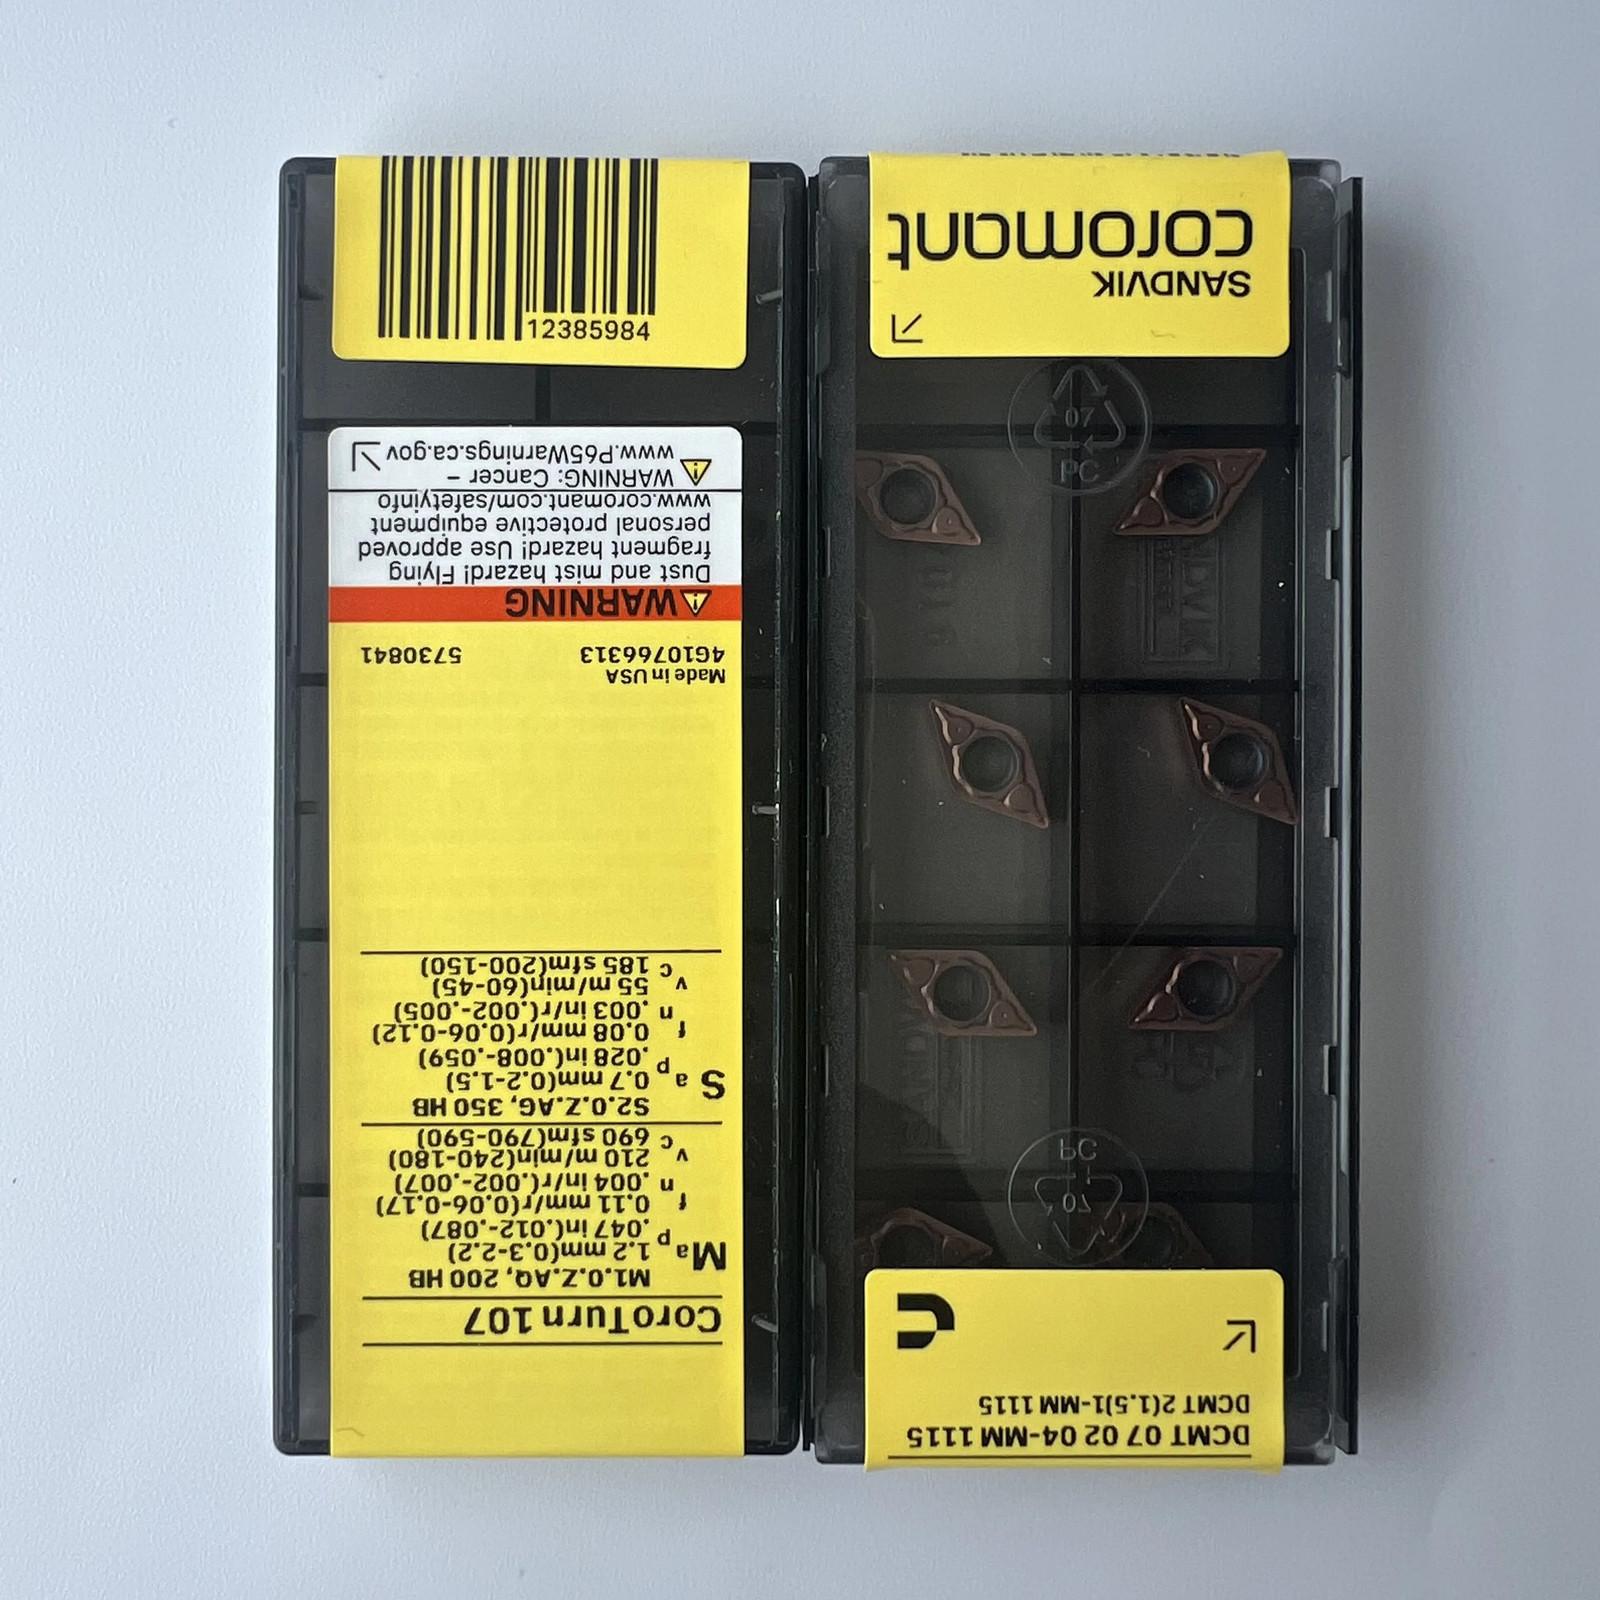 12385984
CoroTurn 107
M1.0.Z.AQ, 200 HB
M ap 1.2 mm(0.3-2.2)
.047 in(.012-.087)
fn 0.11 mm/r(0.06-0.17)
.004 in/r(.002-.007)
vc 210 m/min(240-180)
690 sfm(790-590)
S2.0.Z.AG, 350 HB
S ap 0.7 mm(0.2-1.5)
.028 in(.008-.059)
fn 0.08 mm/r(0.06-0.12)
.003 in/r(.002-.005)
vc 55 m/min(60-45)
185 sfm(200-150)
Made in USA
4G10766313 5730841
WARNING
Dust and mist hazard! Flying
fragment hazard! Use approved
personal protective equipment
www.coromant.com/safetyinfo
WARNING: Cancer –
www.P65Warnings.ca.gov
DCMT 07 02 04-MM 1115
DCMT 2(1.5)1-MM 1115
07
PC
07
PC
SANDVIK
coromant